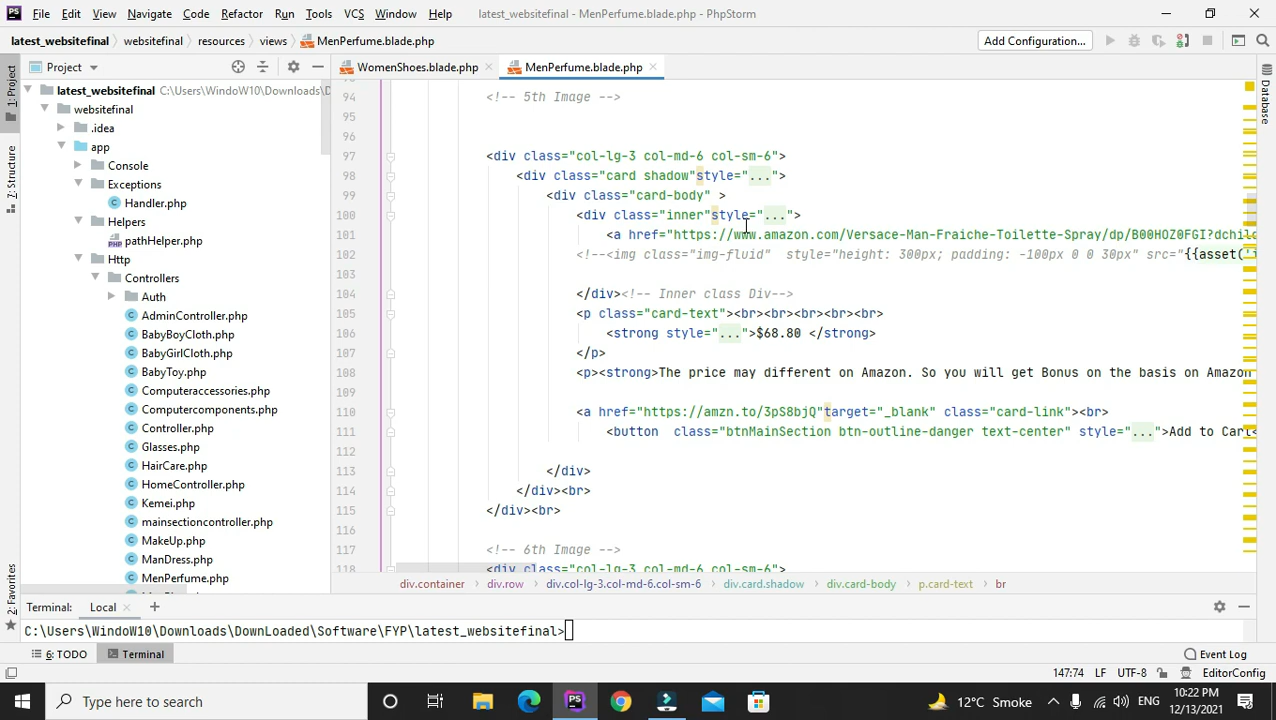 PS File Edit View Navigate Code Refactor Run Tools VCS Window Help latest_websitefinal - MenPerfume.blade.php - PhpStorm
latest_websitefinal websitefinal resources views MenPerfume.blade.php Add Configuration...
Project WomenShoes.blade.php MenPerfume.blade.php
1: Project
7: Structure
2: Favorites
Database
latest_websitefinal C:\Users\WindoW10\Downloads\D
websitefinal
.idea
app
Console
Exceptions
Handler.php
Helpers
pathHelper.php
Http
Controllers
Auth
AdminController.php
BabyBoyCloth.php
BabyGirlCloth.php
BabyToy.php
Computeraccessories.php
Computercomponents.php
Controller.php
Glasses.php
HairCare.php
HomeController.php
Kemei.php
mainsectioncontroller.php
MakeUp.php
ManDress.php
MenPerfume.php
94 <!-- 5th Image -->
95
96
97 <div class="col-lg-3 col-md-6 col-sm-6">
98 <div class="card shadow"style="...">
99 <div class="card-body" >
100 <div class="inner"style="...">
101 <a href="https://www.amazon.com/Versace-Man-Fraiche-Toilette-Spray/dp/B00HOZ0FGI?dchild
102 <!--<img class="img-fluid" style="height: 300px; padding: -100px 0 0 30px" src="{{asset('i
103
104 </div><!-- Inner class Div-->
105 <p class="card-text"><br><br><br><br><br>
106 <strong style="...">$68.80 </strong>
107 </p>
108 <p><strong>The price may different on Amazon. So you will get Bonus on the basis on Amazon
109
110 <a href="https://amzn.to/3pS8bjQ"target="_blank" class="card-link"><br>
111 <button class="btnMainSection btn-outline-danger text-center" style="...">Add to Cart<
112
113 </div>
114 </div><br>
115 </div><br>
116
117 <!-- 6th Image -->
118 <div class="col-lg-3 col-md-6 col-sm-6">
div.container div.row div.col-lg-3.col-md-6.col-sm-6 div.card.shadow div.card-body p.card-text br
Terminal: Local
C:\Users\WindoW10\Downloads\DownLoaded\Software\FYP\latest_websitefinal>
6: TODO Terminal Event Log
147:74 LF UTF-8 EditorConfig
Type here to search PS 12°C Smoke ENG 10:22 PM
12/13/2021